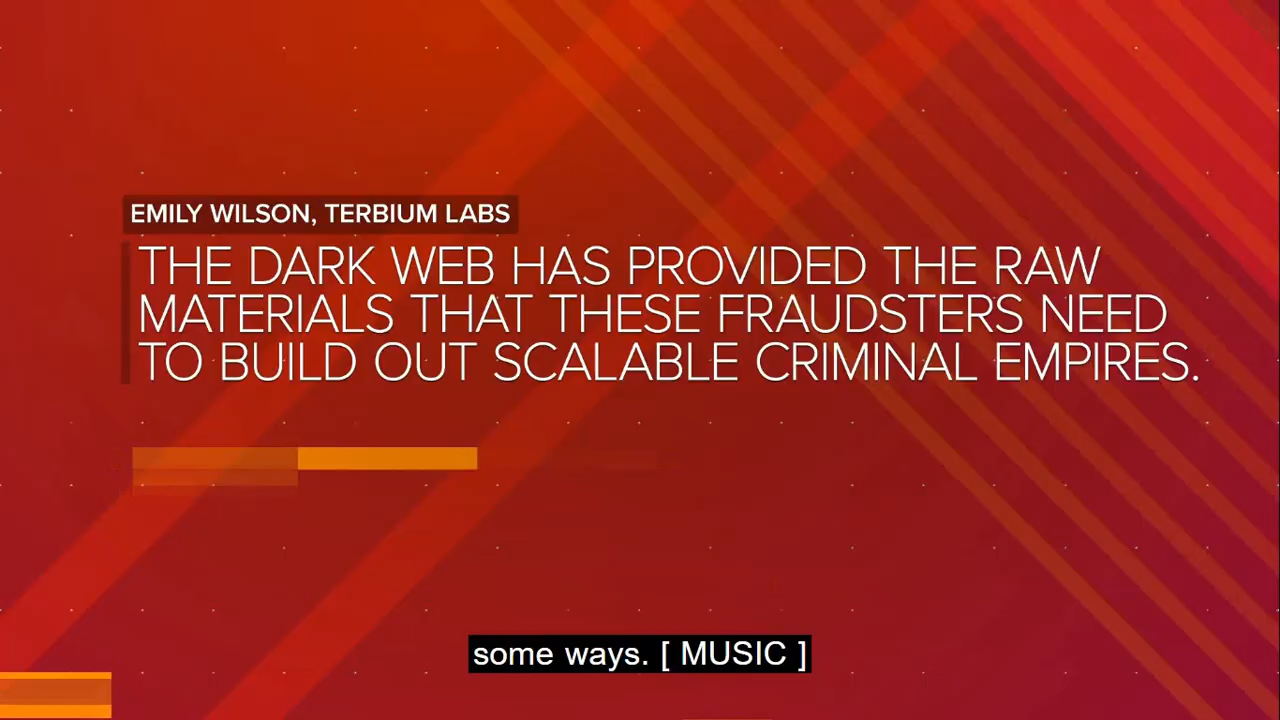 EMILY WILSON, TERBIUM LABS
THE DARK WEB HAS PROVIDED THE RAW
MATERIALS THAT THESE FRAUDSTERS NEED
TO BUILD OUT SCALABLE CRIMINAL EMPIRES.
some ways. [ MUSIC ]